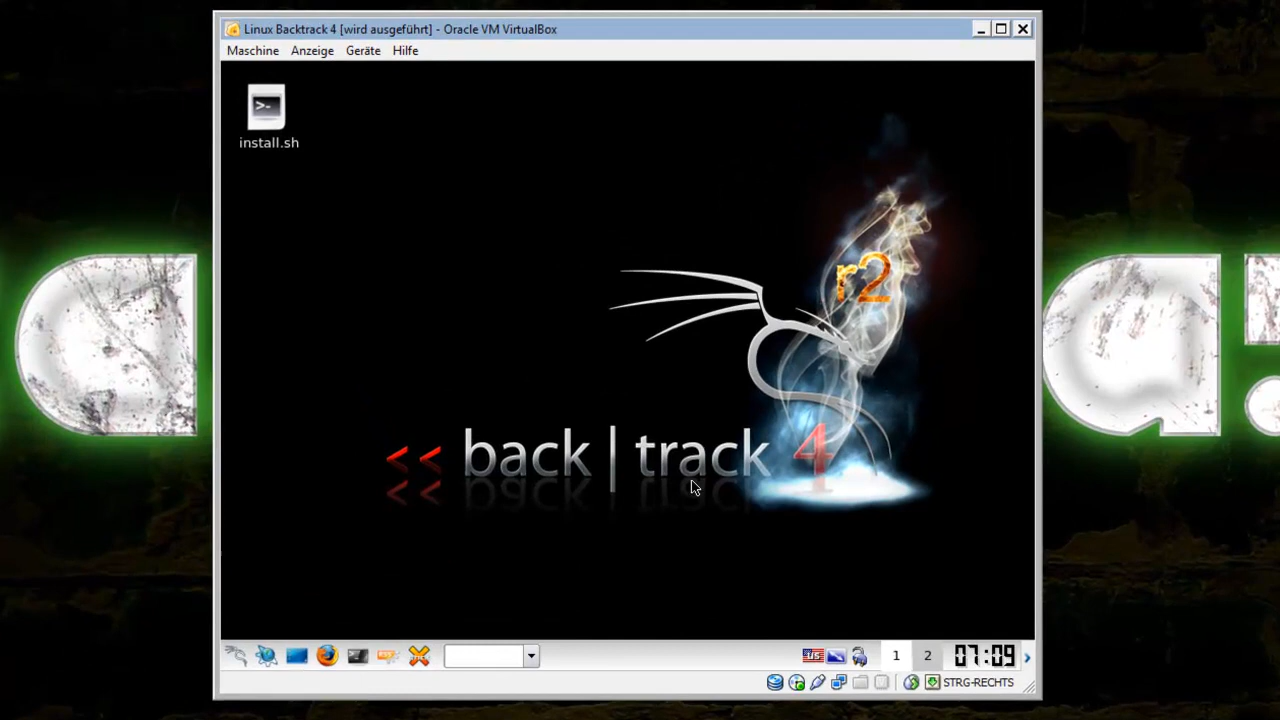 Linux Backtrack 4 [wird ausgeführt] - Oracle VM VirtualBox
Maschine Anzeige Geräte Hilfe
install.sh
r2
<< back | track 4
1 2 07:09
STRG-RECHTS